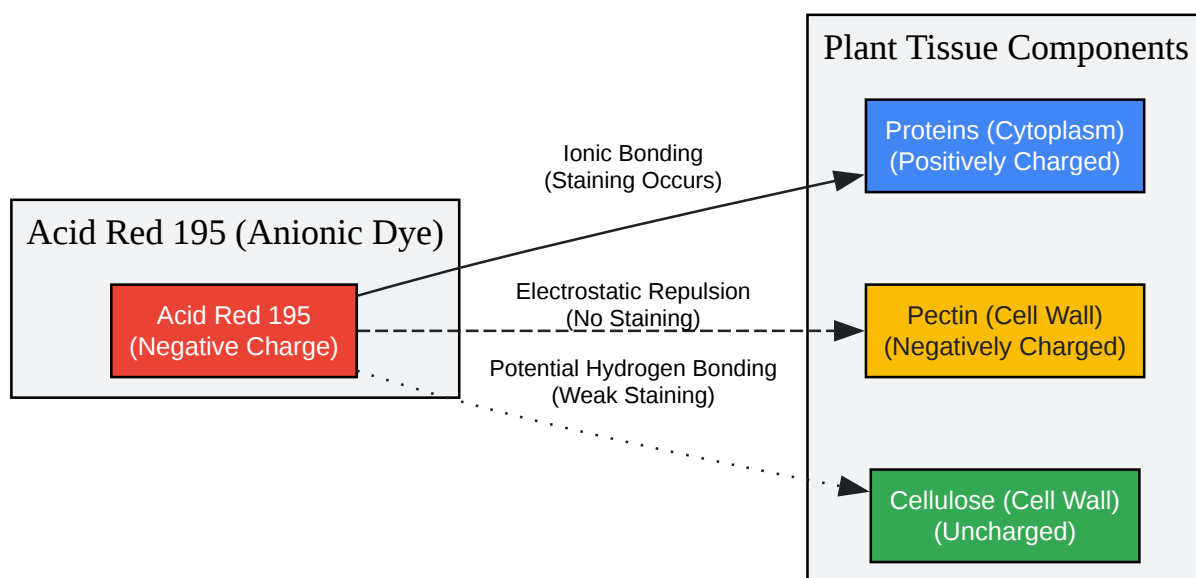 Acid Red 195 (Anionic Dye)
Acid Red 195
(Negative Charge)
Ionic Bonding
(Staining Occurs)
Electrostatic Repulsion
(No Staining)
Potential Hydrogen Bonding
(Weak Staining)
Plant Tissue Components
Proteins (Cytoplasm)
(Positively Charged)
Pectin (Cell Wall)
(Negatively Charged)
Cellulose (Cell Wall)
(Uncharged)